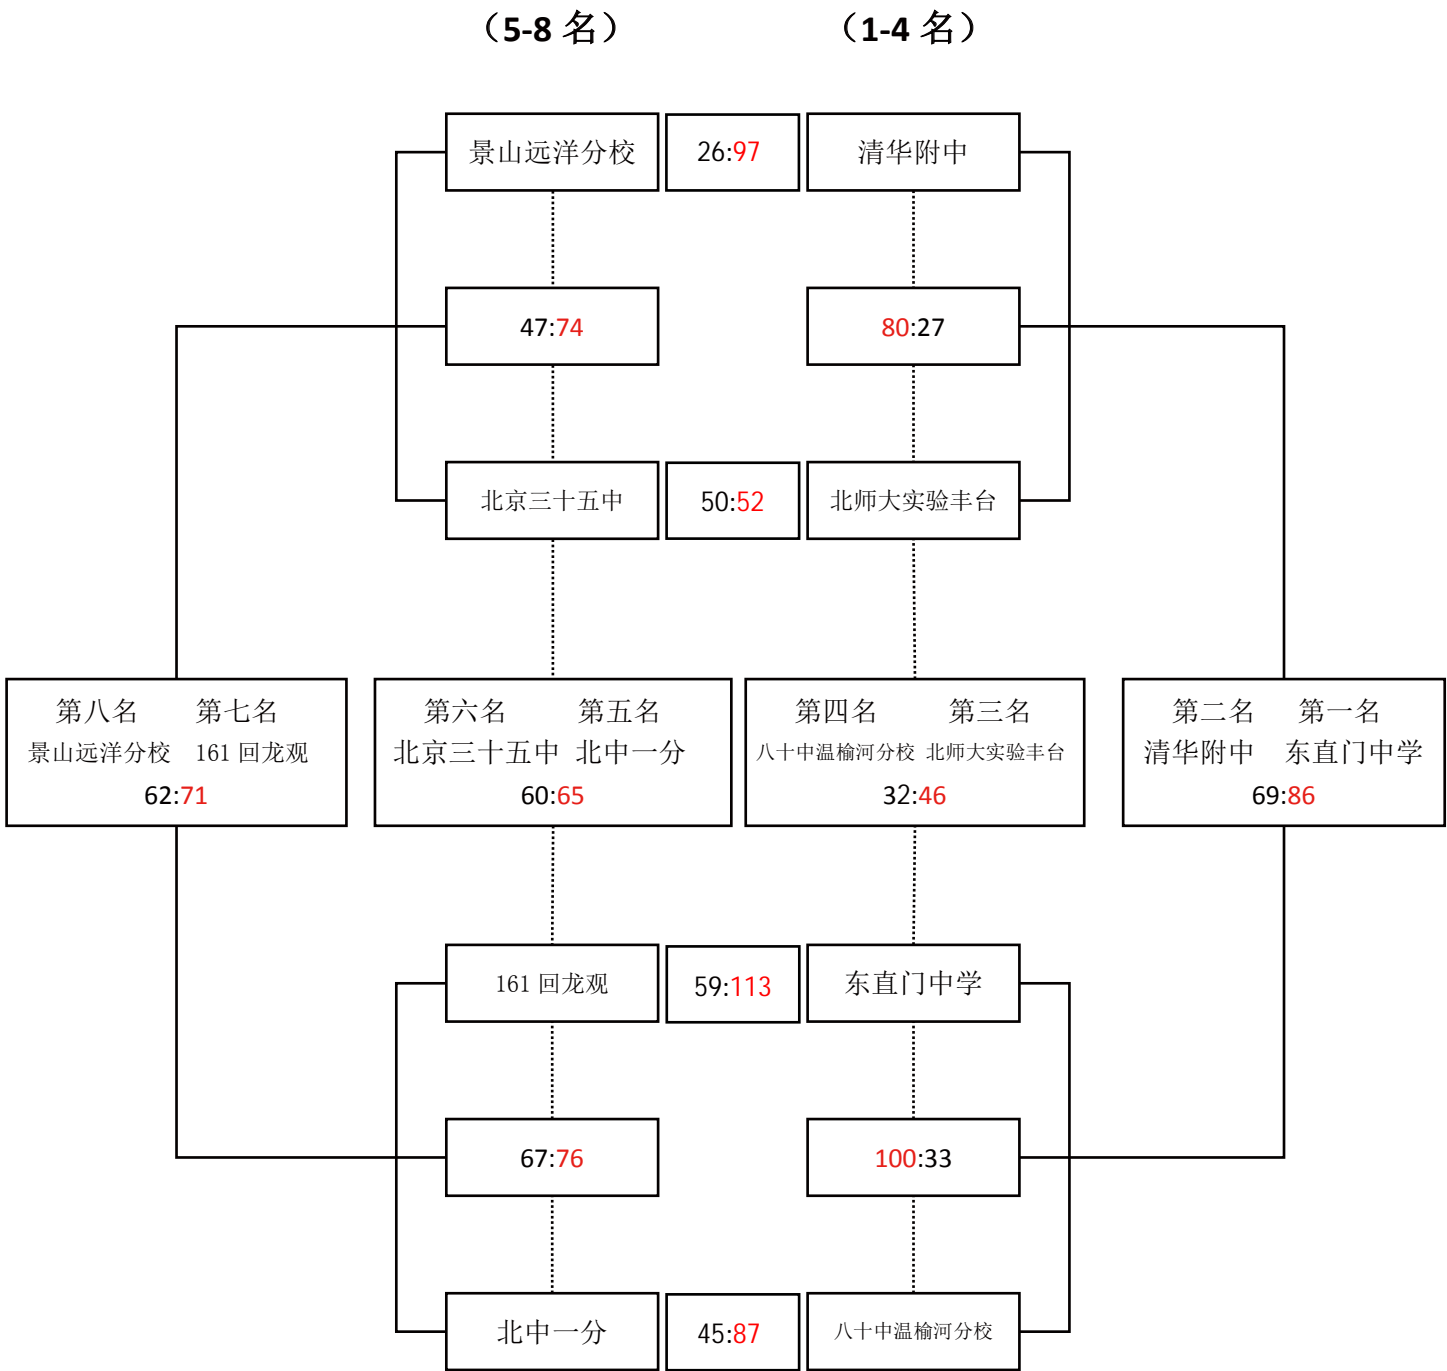 （5-8 名） （1-4 名）
景山远洋分校 26:97 清华附中
47:74 80:27
北京三十五中 50:52 北师大实验丰台
第八名 第七名
景山远洋分校 161 回龙观
62:71
第六名 第五名
北京三十五中 北中一分
60:65
第四名 第三名
八十中温榆河分校 北师大实验丰台
32:46
第二名 第一名
清华附中 东直门中学
69:86
161 回龙观 59:113 东直门中学
67:76 100:33
北中一分 45:87 八十中温榆河分校